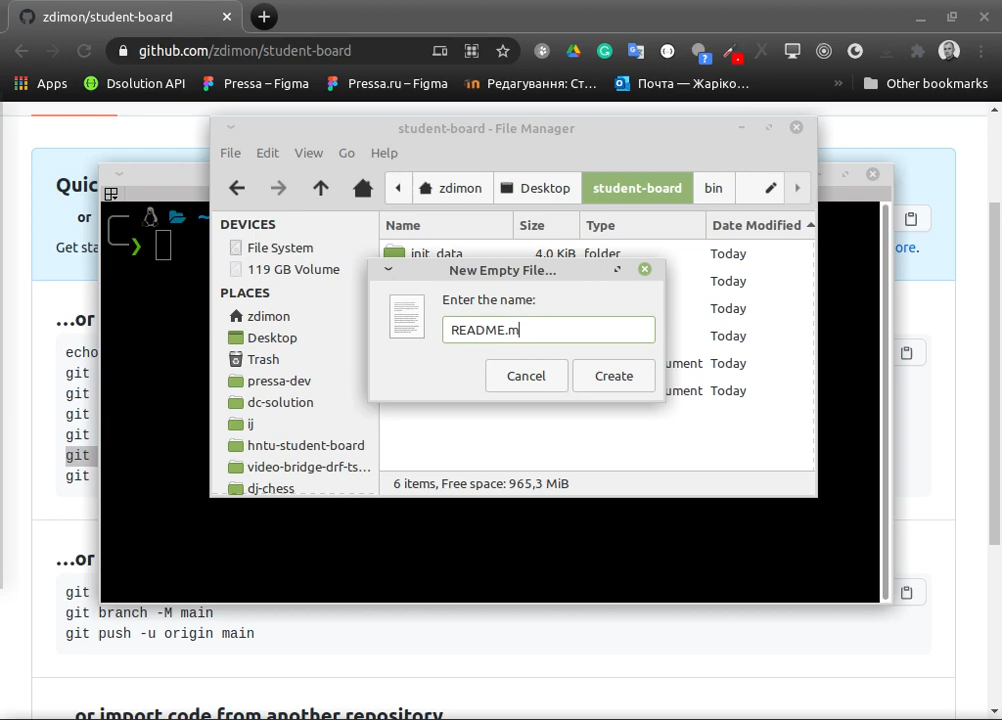 zdimon/student-board
github.com/zdimon/student-board
Apps
Dsolution API
Pressa – Figma
Pressa.ru – Figma
Редагування: Ст…
Почта — Жаріко…
»
Other bookmarks
student-board - File Manager
File Edit View Go Help
zdimon
Desktop
student-board
bin
DEVICES
File System
119 GB Volume
PLACES
zdimon
Desktop
Trash
pressa-dev
dc-solution
ij
hntu-student-board
video-bridge-drf-ts...
dj-chess
Name Size Type Date Modified
init_data 4,0 KiB folder Today
Today
Today
Today
ument Today
ument Today
6 items, Free space: 965,3 MiB
New Empty File...
Enter the name:
README.m
Cancel
Create
Quic
or
Get sta
ore.
~
…or
echo
git
git
git
git
git
git
…or
git
git branch -M main
git push -u origin main
…or import code from another repository